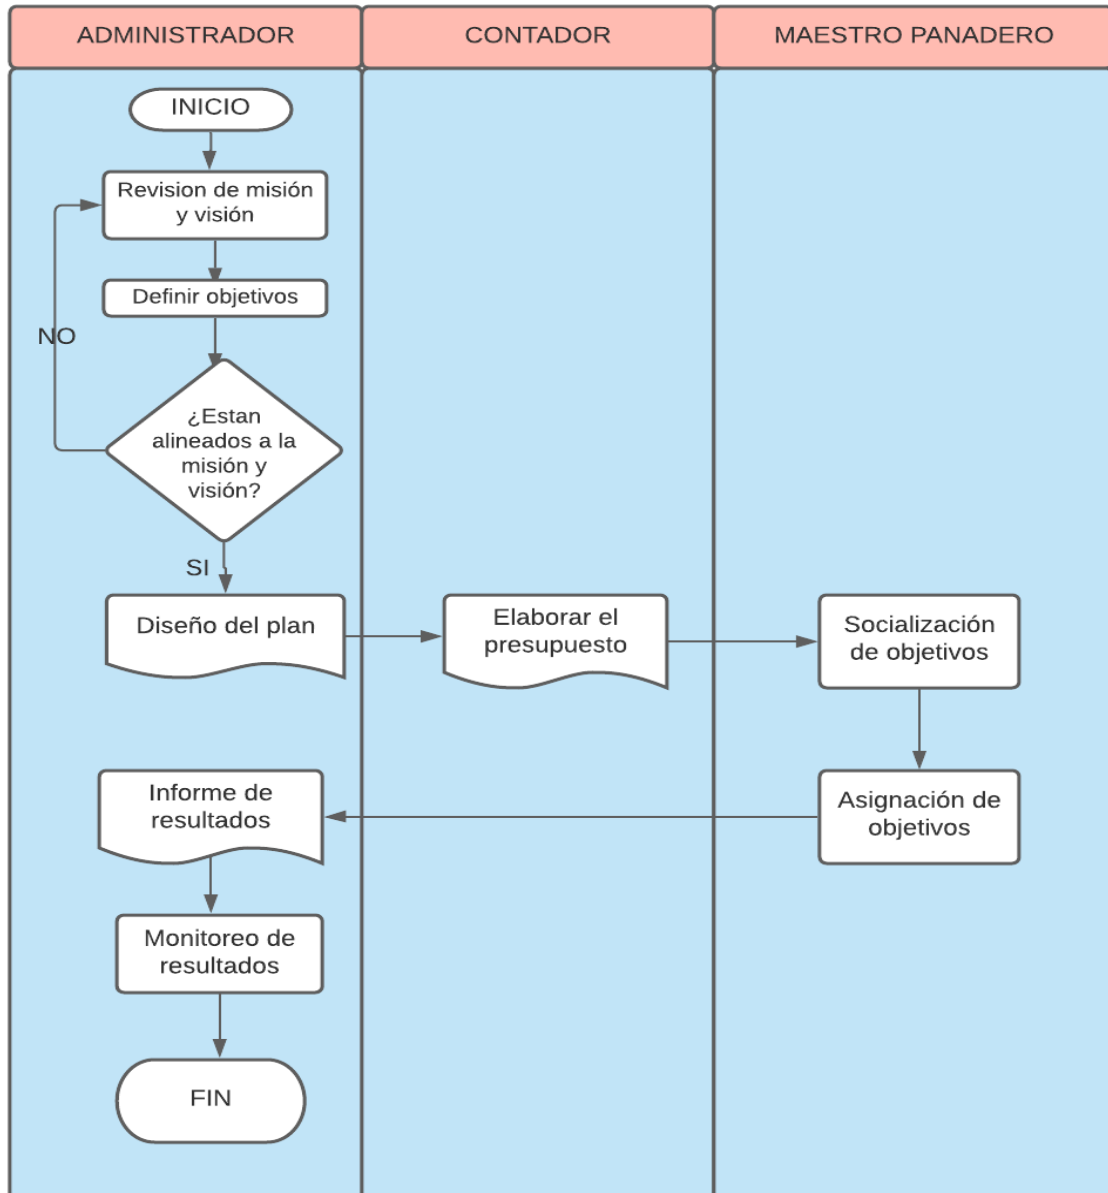 ADMINISTRADOR
CONTADOR
MAESTRO PANADERO
INICIO
Revision de misión
y visión
Definir objetivos
NO
¿Estan
alineados a la
misión y
visión?
SI
Diseño del plan
Elaborar el
presupuesto
Socialización
de objetivos
Informe de
resultados
Asignación de
objetivos
Monitoreo de
resultados
FIN